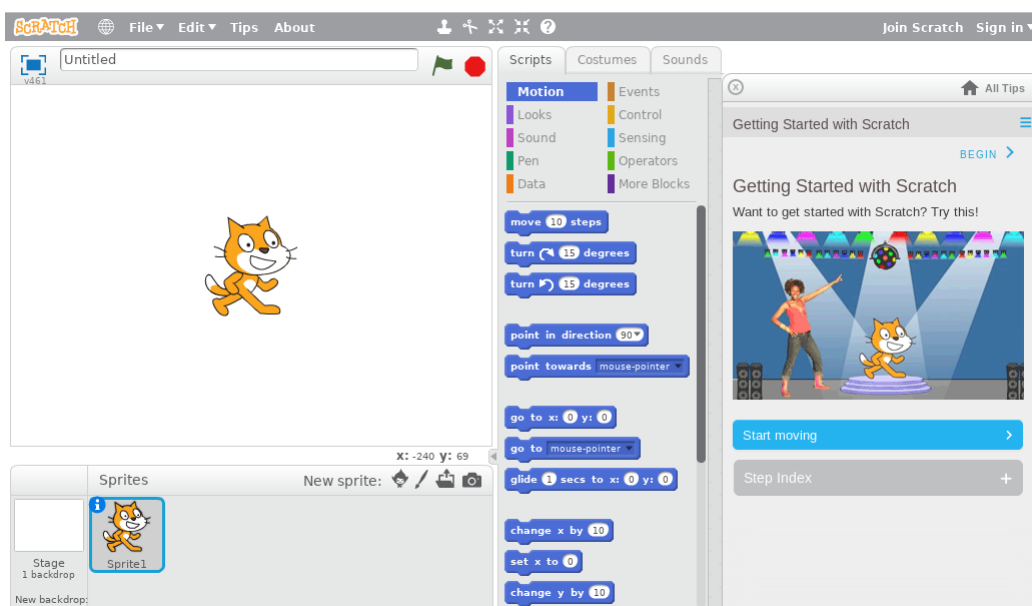 SCRATCH File Edit Tips About Join Scratch Sign in
v461
Untitled
x: -240 y: 69
Sprites New sprite:
Stage
1 backdrop
New backdrop:
Sprite1
Scripts Costumes Sounds
Motion Events
Looks Control
Sound Sensing
Pen Operators
Data More Blocks
move 10 steps
turn 15 degrees
turn 15 degrees
point in direction 90
point towards mouse-pointer
go to x: 0 y: 0
go to mouse-pointer
glide 1 secs to x: 0 y: 0
change x by 10
set x to 0
change y by 10
All Tips
Getting Started with Scratch
BEGIN
Getting Started with Scratch
Want to get started with Scratch? Try this!
Start moving
Step Index